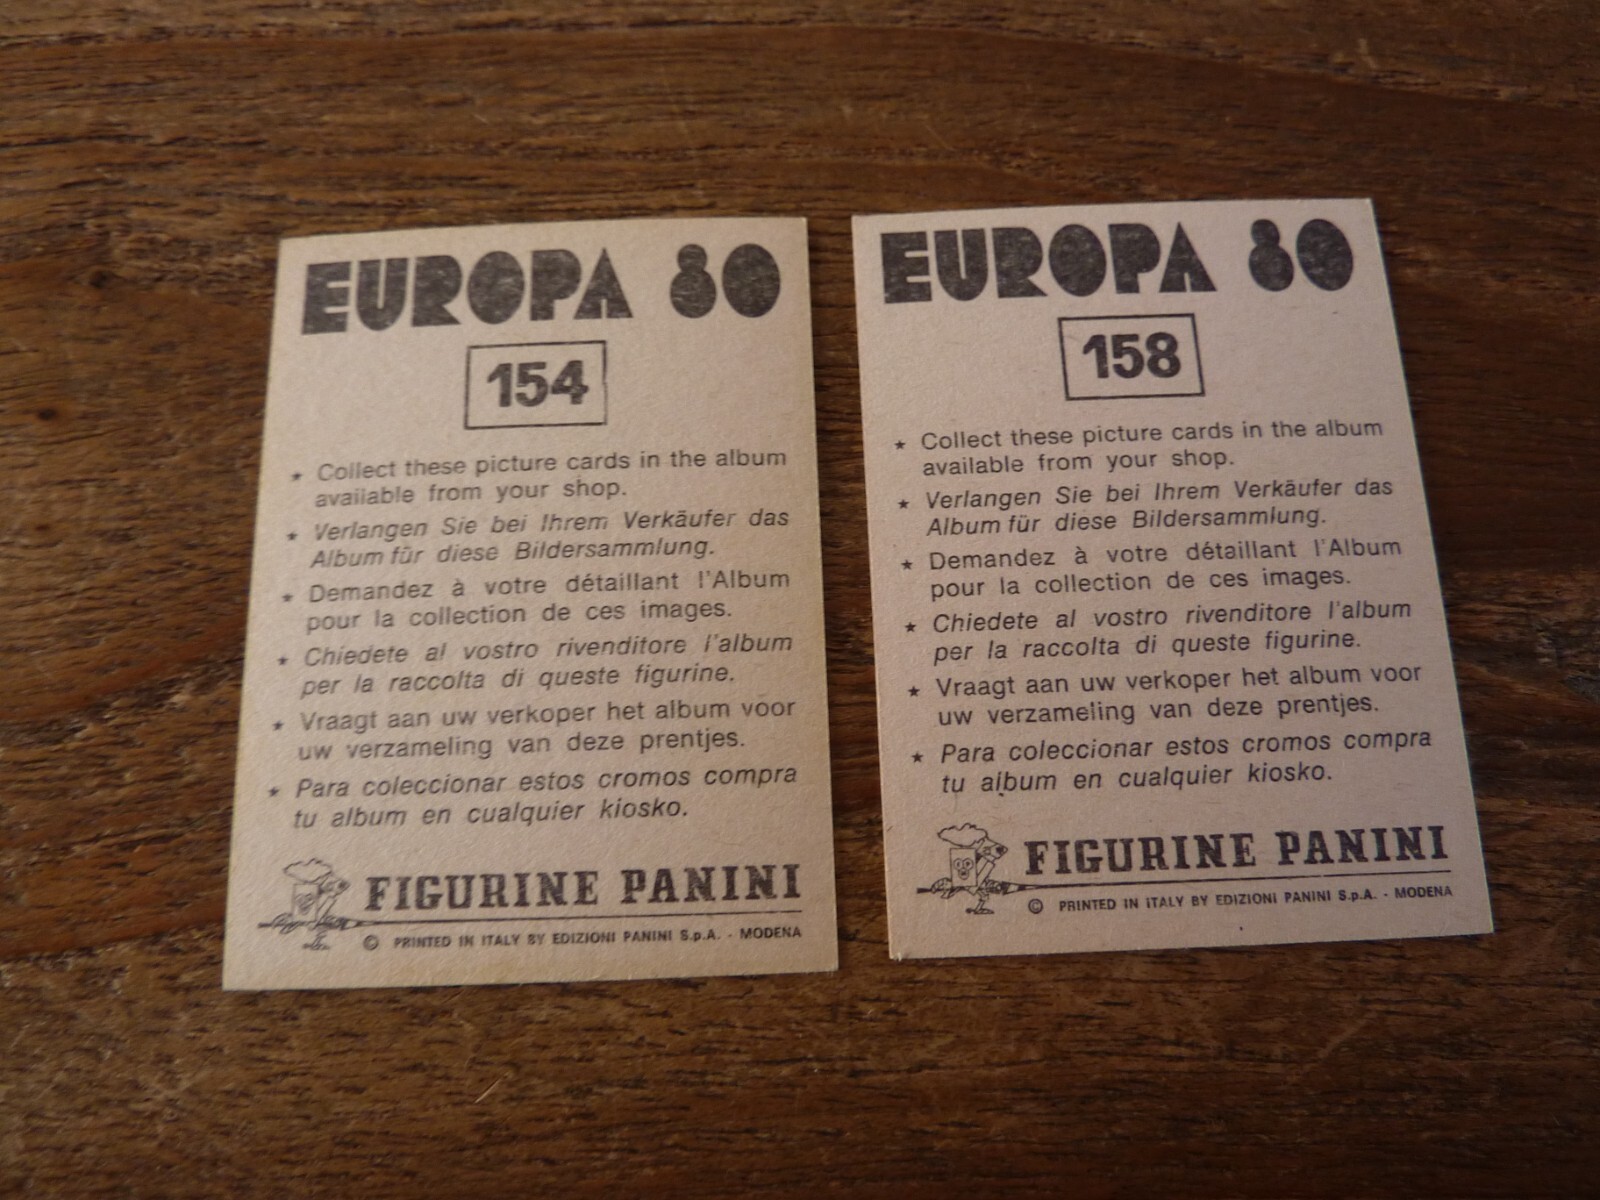 EUROPA 80
154
★ Collect these picture cards in the album
available from your shop.
★ Verlangen Sie bei Ihrem Verkäufer das
Album für diese Bildersammlung.
★ Demandez à votre détaillant l'Album
pour la collection de ces images.
★ Chiedete al vostro rivenditore l'album
per la raccolta di queste figurine.
★ Vraagt aan uw verkoper het album voor
uw verzameling van deze prentjes.
★ Para coleccionar estos cromos compra
tu album en cualquier kiosko.
FIGURINE PANINI
© PRINTED IN ITALY BY EDIZIONI PANINI S.p.A. - MODENA
EUROPA 80
158
★ Collect these picture cards in the album
available from your shop.
★ Verlangen Sie bei Ihrem Verkäufer das
Album für diese Bildersammlung.
★ Demandez à votre détaillant l'Album
pour la collection de ces images.
★ Chiedete al vostro rivenditore l'album
per la raccolta di queste figurine.
★ Vraagt aan uw verkoper het album voor
uw verzameling van deze prentjes.
★ Para coleccionar estos cromos compra
tu album en cualquier kiosko.
FIGURINE PANINI
© PRINTED IN ITALY BY EDIZIONI PANINI S.p.A. - MODENA